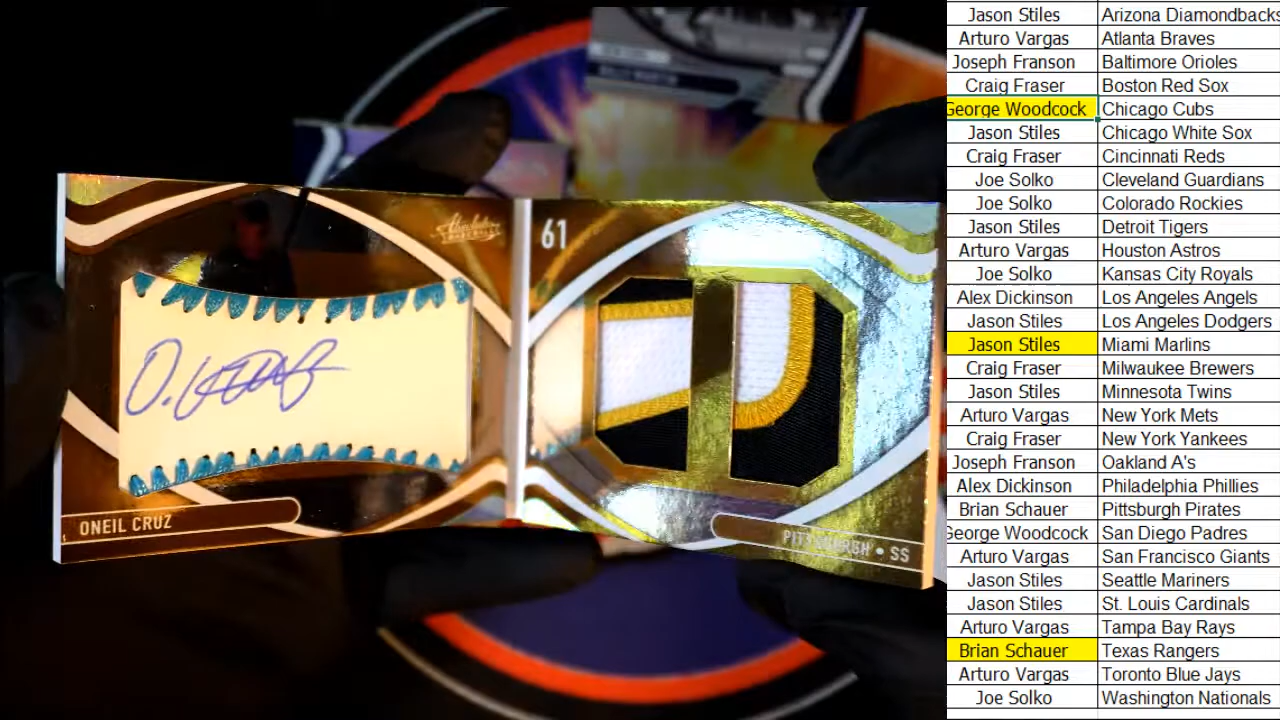 Absolute
BASEBALL
61
O. Cruz
ONEIL CRUZ
PITTSBURGH • SS
Jason Stiles Arizona Diamondbacks
Arturo Vargas Atlanta Braves
Joseph Franson Baltimore Orioles
Craig Fraser Boston Red Sox
George Woodcock Chicago Cubs
Jason Stiles Chicago White Sox
Craig Fraser Cincinnati Reds
Joe Solko Cleveland Guardians
Joe Solko Colorado Rockies
Jason Stiles Detroit Tigers
Arturo Vargas Houston Astros
Joe Solko Kansas City Royals
Alex Dickinson Los Angeles Angels
Jason Stiles Los Angeles Dodgers
Jason Stiles Miami Marlins
Craig Fraser Milwaukee Brewers
Jason Stiles Minnesota Twins
Arturo Vargas New York Mets
Craig Fraser New York Yankees
Joseph Franson Oakland A's
Alex Dickinson Philadelphia Phillies
Brian Schauer Pittsburgh Pirates
George Woodcock San Diego Padres
Arturo Vargas San Francisco Giants
Jason Stiles Seattle Mariners
Jason Stiles St. Louis Cardinals
Arturo Vargas Tampa Bay Rays
Brian Schauer Texas Rangers
Arturo Vargas Toronto Blue Jays
Joe Solko Washington Nationals